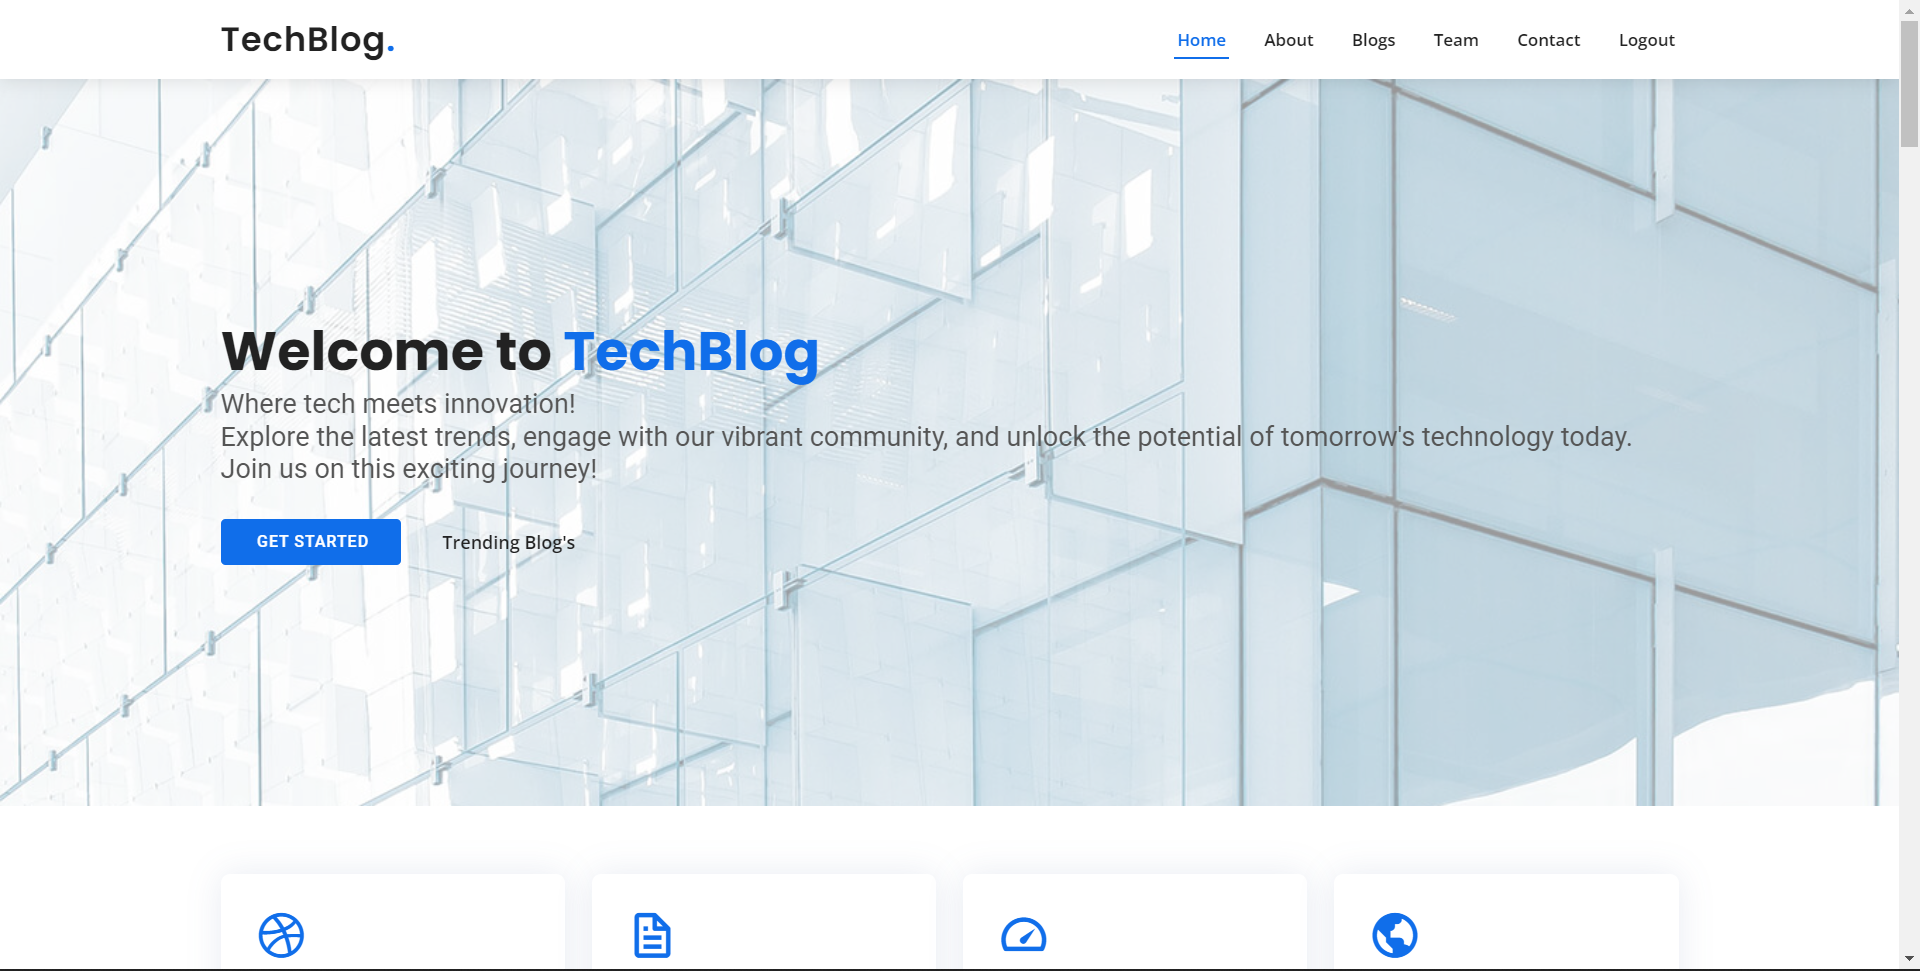 TechBlog.
Home About Blogs Team Contact Logout
Welcome to TechBlog
Where tech meets innovation!
Explore the latest trends, engage with our vibrant community, and unlock the potential of tomorrow's technology today.
Join us on this exciting journey!
GET STARTED Trending Blog's